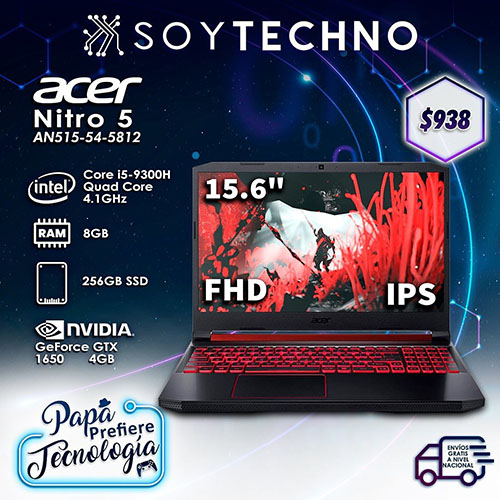 SOYTECHNO
acer
Nitro 5
AN515-54-5812
$938
intel
Core i5-9300H
Quad Core
4.1GHz
RAM
8GB
256GB SSD
NVIDIA.
GeForce GTX
1650 4GB
15.6"
FHD
IPS
acer
Papá
Prefiere
Tecnología
ENVÍOS
GRATIS
A NIVEL
NACIONAL